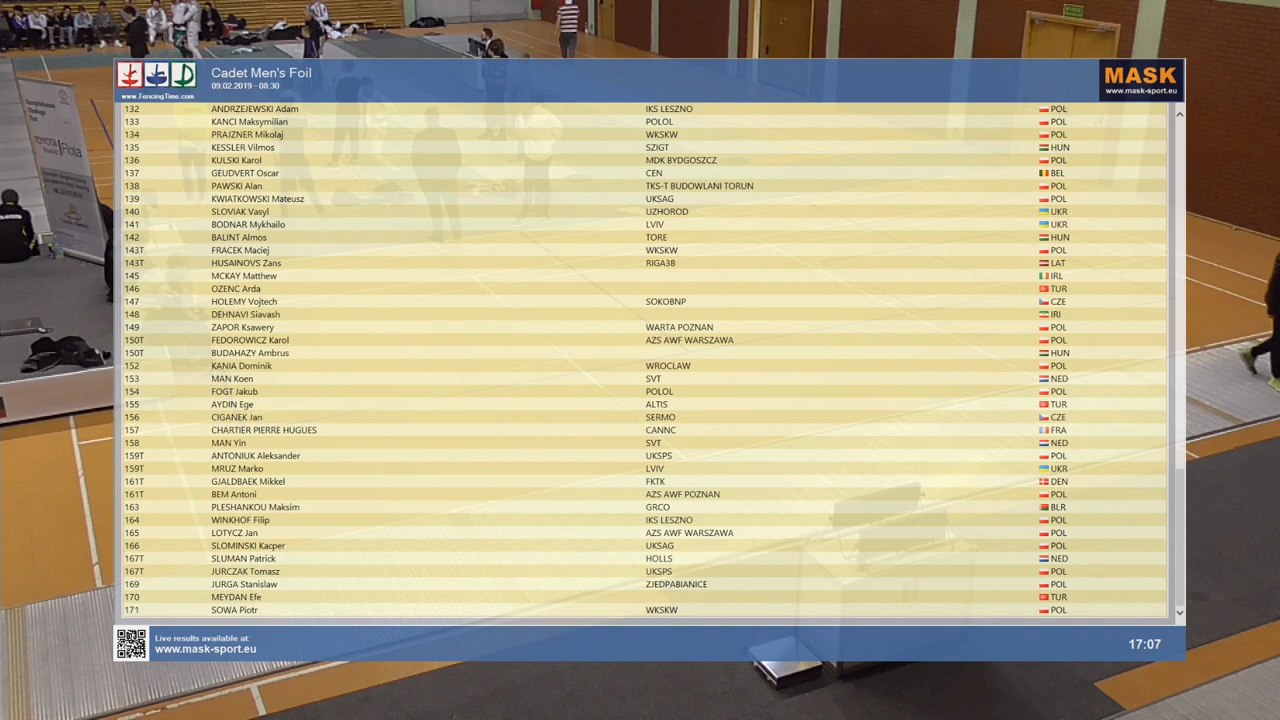 Cadet Men's Foil
09.02.2019 - 08:30
www.FencingTime.com
MASK
www.mask-sport.eu
132 ANDRZEJEWSKI Adam IKS LESZNO POL
133 KANCI Maksymilian POLOL POL
134 PRAJZNER Mikolaj WKSKW POL
135 KESSLER Vilmos SZIGT HUN
136 KULSKI Karol MDK BYDGOSZCZ POL
137 GEUDVERT Oscar CEN BEL
138 PAWSKI Alan TKS-T BUDOWLANI TORUN POL
139 KWIATKOWSKI Mateusz UKSAG POL
140 SLOVIAK Vasyl UZHOROD UKR
141 BODNAR Mykhailo LVIV UKR
142 BALINT Almos TORE HUN
143T FRACEK Maciej WKSKW POL
143T HUSAINOVS Zans RIGA3B LAT
145 MCKAY Matthew IRL
146 OZENC Arda TUR
147 HOLEMY Vojtech SOKOBNP CZE
148 DEHNAVI Siavash IRI
149 ZAPOR Ksawery WARTA POZNAN POL
150T FEDOROWICZ Karol AZS AWF WARSZAWA POL
150T BUDAHAZY Ambrus HUN
152 KANIA Dominik WROCLAW POL
153 MAN Koen SVT NED
154 FOGT Jakub POLOL POL
155 AYDIN Ege ALTIS TUR
156 CIGANEK Jan SERMO CZE
157 CHARTIER PIERRE HUGUES CANNC FRA
158 MAN Yin SVT NED
159T ANTONIUK Aleksander UKSPS POL
159T MRUZ Marko LVIV UKR
161T GJALDBAEK Mikkel FKTK DEN
161T BEM Antoni AZS AWF POZNAN POL
163 PLESHANKOU Maksim GRCO BLR
164 WINKHOF Filip IKS LESZNO POL
165 LOTYCZ Jan AZS AWF WARSZAWA POL
166 SLOMINSKI Kacper UKSAG POL
167T SLUMAN Patrick HOLLS NED
167T JURCZAK Tomasz UKSPS POL
169 JURGA Stanislaw ZJEDPABIANICE POL
170 MEYDAN Efe TUR
171 SOWA Piotr WKSKW POL
Live results available at:
www.mask-sport.eu
17:07
TOYOTA Flota